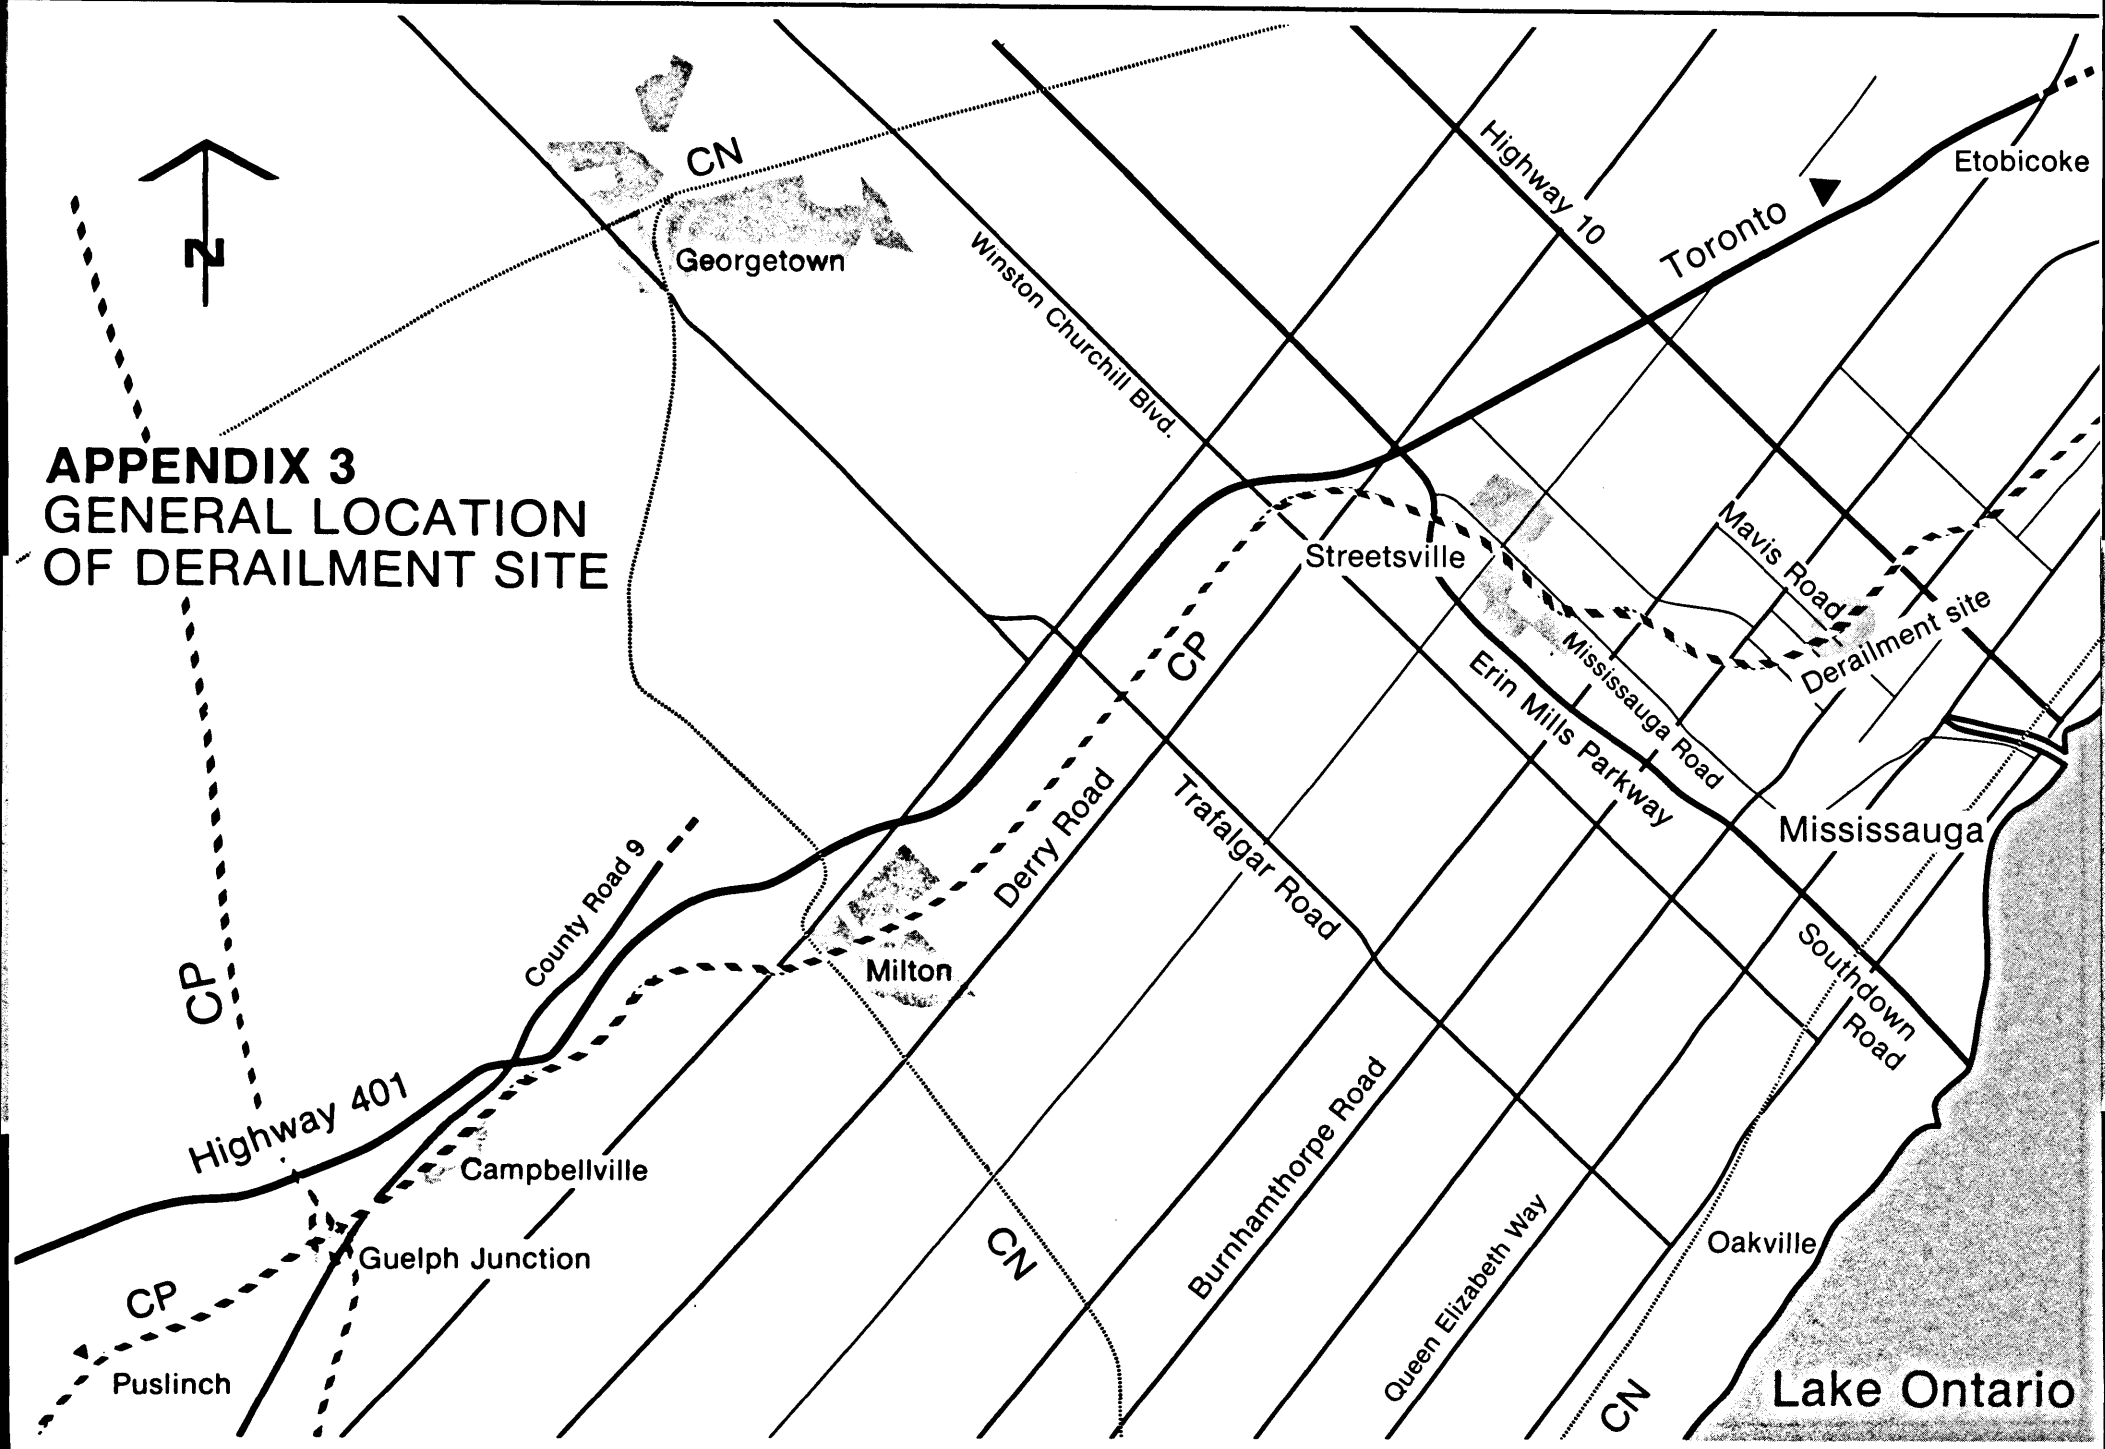 Highway 10
Etobicoke
Toronto
CN
N
Georgetown
Winston Churchill Blvd.
APPENDIX 3
GENERAL LOCATION
OF DERAILMENT SITE
Streetsville
Mavis Road
Derailment site
CP
Mississauga Road
Erin Mills Parkway
Derry Road
Trafalgar Road
Mississauga
County Road 9
Milton
Southdown
Road
CP
Highway 401
Campbellville
Burnhamthorpe Road
Queen Elizabeth Way
CN
Oakville
Guelph Junction
CP
Puslinch
CN
Lake Ontario